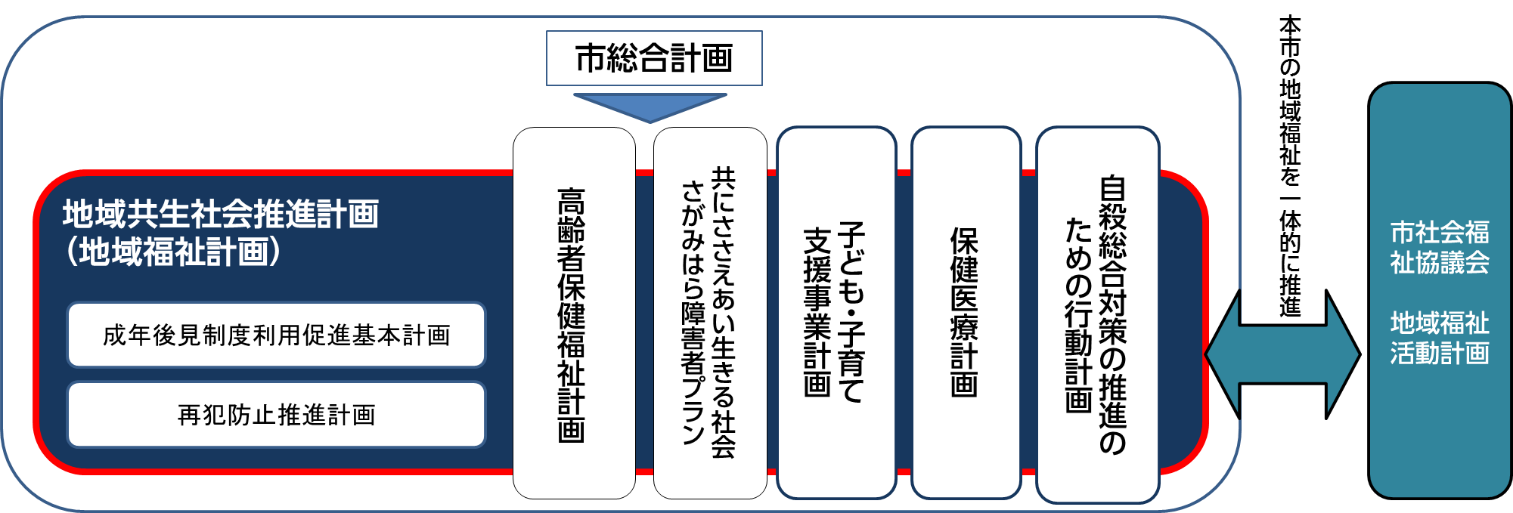 市総合計画
地域共生社会推進計画
（地域福祉計画）
成年後見制度利用促進基本計画
再犯防止推進計画
高齢者保健福祉計画
共にささえあい生きる社会
さがみはら障害者プラン
子ども・子育て
支援事業計画
保健医療計画
自殺総合対策の推進の
ための行動計画
本市の地域福祉を一体的に推進
市社会福
祉協議会
地域福祉
活動計画